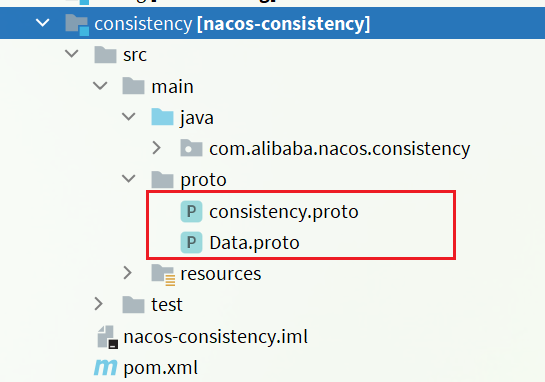 consistency [nacos-consistency]
src
main
java
com.alibaba.nacos.consistency
proto
P consistency.proto
P Data.proto
resources
test
nacos-consistency.iml
m pom.xml